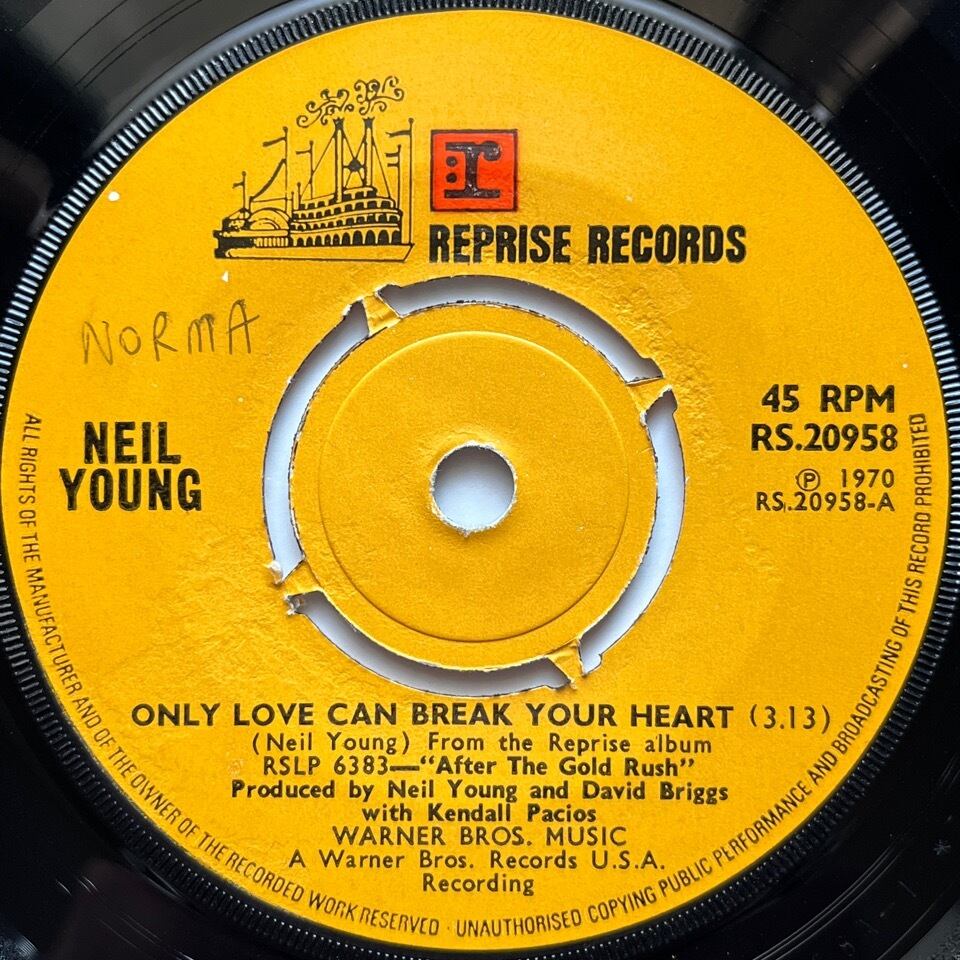 r:
REPRISE RECORDS
NORMA
NEIL
YOUNG
45 RPM
RS.20958
℗ 1970
RS.20958-A
ONLY LOVE CAN BREAK YOUR HEART (3.13)
(Neil Young) From the Reprise album
RSLP 6383—"After The Gold Rush"
Produced by Neil Young and David Briggs
with Kendall Pacios
WARNER BROS. MUSIC
A Warner Bros. Records U.S.A.
Recording
ALL RIGHTS OF THE MANUFACTURER AND OF THE OWNER OF THE RECORDED WORK RESERVED · UNAUTHORISED COPYING PUBLIC PERFORMANCE AND BROADCASTING OF THIS RECORD PROHIBITED